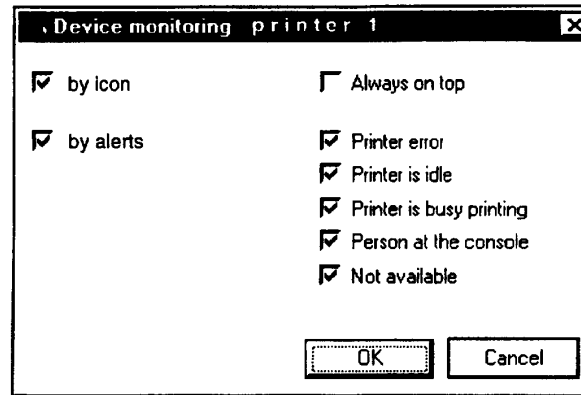 Device monitoring printer 1
by icon
Always on top
by alerts
Printer error
Printer is idle
Printer is busy printing
Person at the console
Not available
OK
Cancel